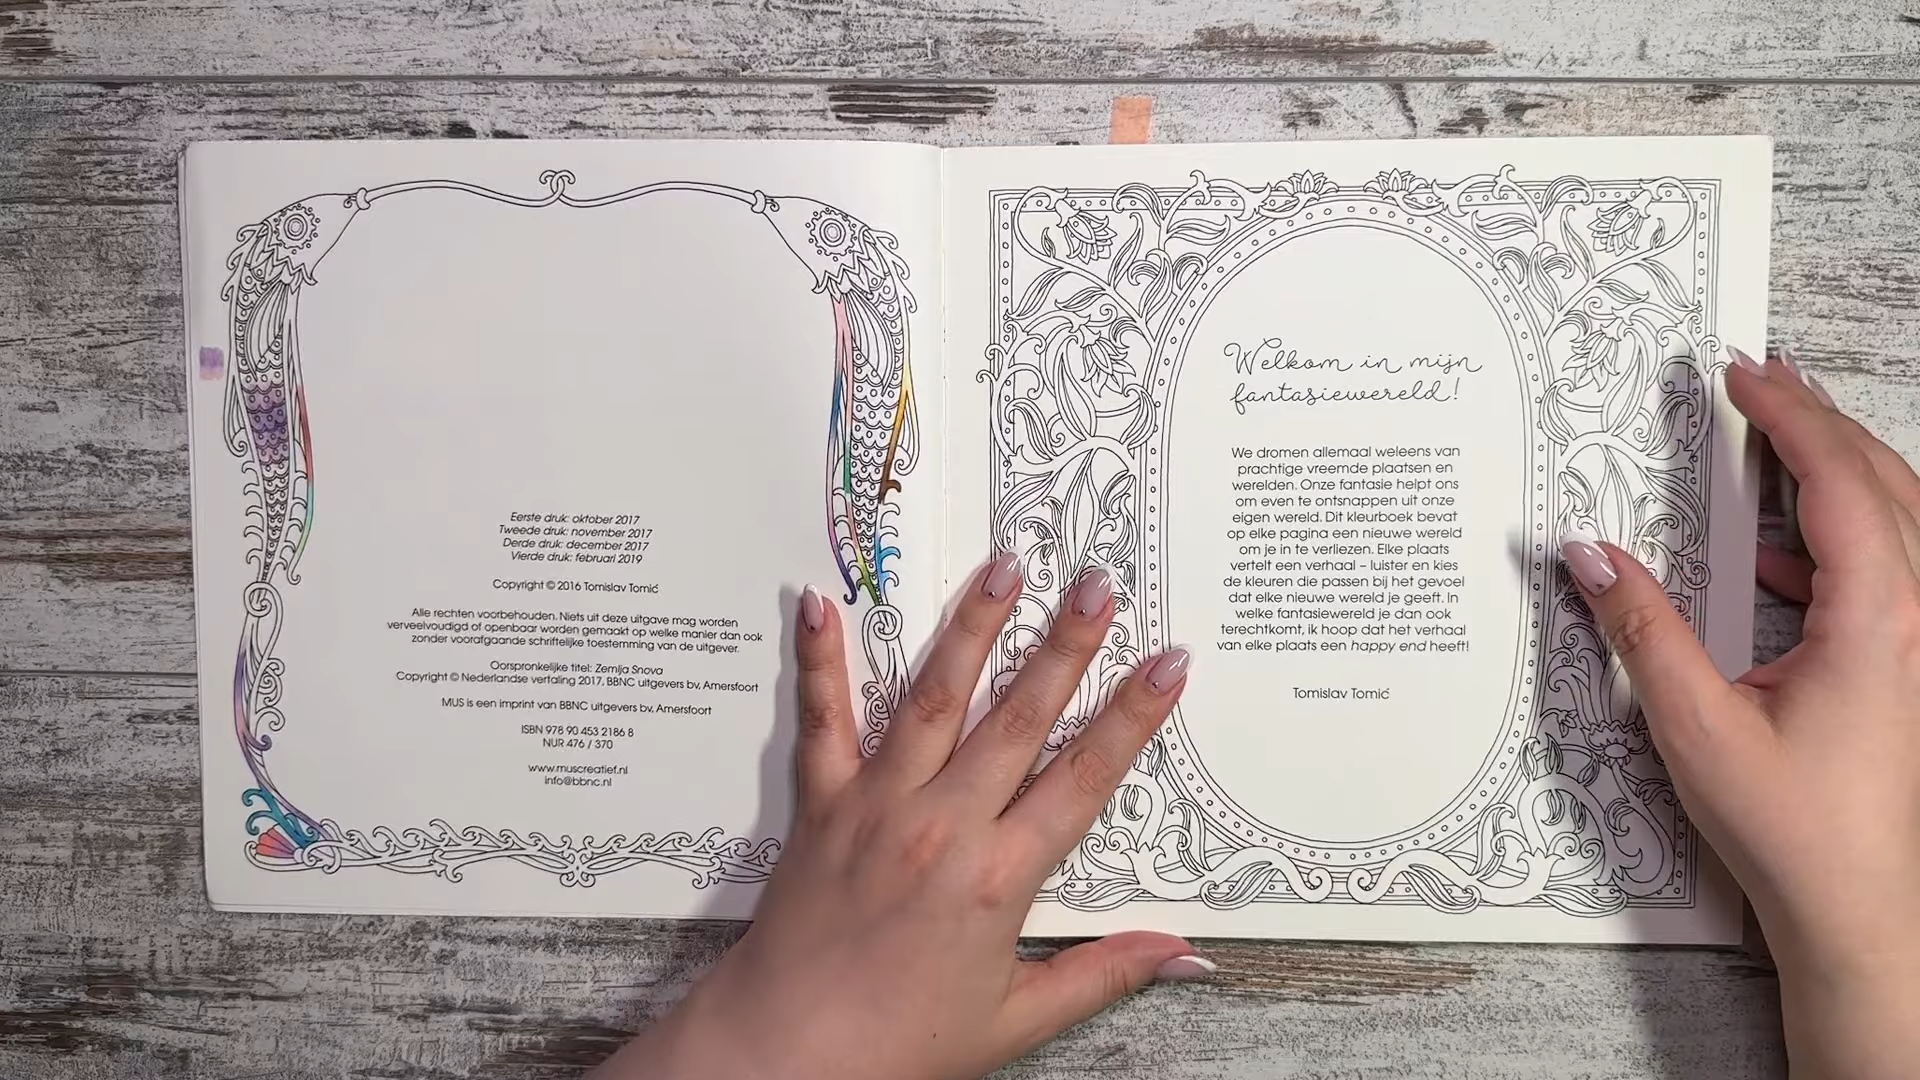 Eerste druk: oktober 2017
Tweede druk: november 2017
Derde druk: december 2017
Vierde druk: februari 2019
Copyright © 2016 Tomislav Tomić
Alle rechten voorbehouden. Niets uit deze uitgave mag worden
verveelvoudigd of openbaar worden gemaakt op welke manier dan ook
zonder voorafgaande schriftelijke toestemming van de uitgever.
Oorspronkelijke titel: Zemlja Snova
Copyright © Nederlandse vertaling 2017, BBNC uitgevers bv, Amersfoort
MUS is een imprint van BBNC uitgevers bv, Amersfoort
ISBN 978 90 453 2186 8
NUR 476 / 370
www.muscreatief.nl
info@bbnc.nl
Welkom in mijn
fantasiewereld!
We dromen allemaal weleens van
prachtige vreemde plaatsen en
werelden. Onze fantasie helpt ons
om even te ontsnappen uit onze
eigen wereld. Dit kleurboek bevat
op elke pagina een nieuwe wereld
om je in te verliezen. Elke plaats
vertelt een verhaal – luister en kies
de kleuren die passen bij het gevoel
dat elke nieuwe wereld je geeft. In
welke fantasiewereld je dan ook
terechtkomt, ik hoop dat het verhaal
van elke plaats een happy end heeft!
Tomislav Tomić